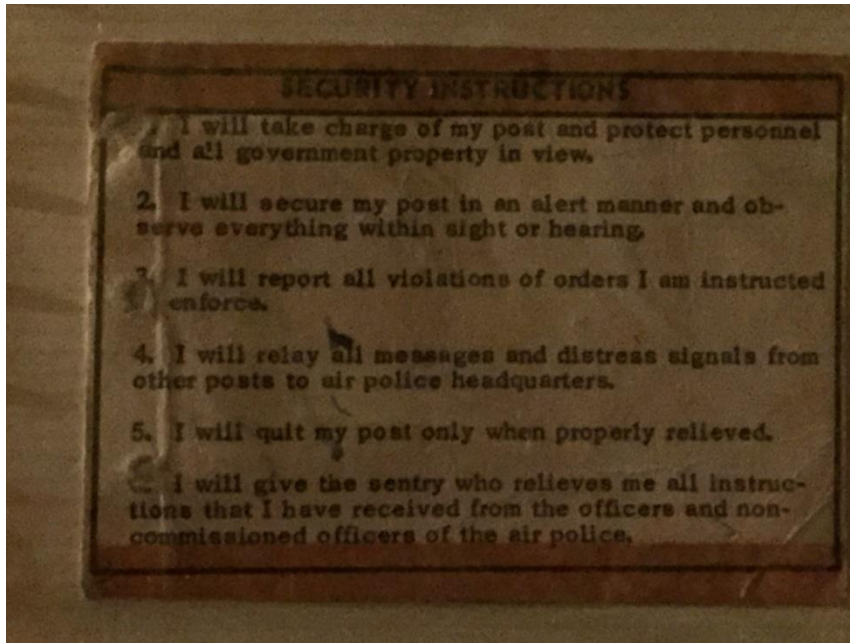 SECURITY INSTRUCTIONS
. I will take charge of my post and protect personnel
and all government property in view.
2. I will secure my post in an alert manner and ob-
serve everything within sight or hearing.
3. I will report all violations of orders I am instructed
enforce.
4. I will relay all messages and distress signals from
other posts to air police headquarters.
5. I will quit my post only when properly relieved.
I will give the sentry who relieves me all instruc-
tions that I have received from the officers and non-
commissioned officers of the air police.